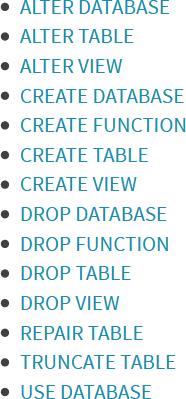 ALTER DATABASE
ALTER TABLE
ALTER VIEW
CREATE DATABASE
CREATE FUNCTION
CREATE TABLE
CREATE VIEW
DROP DATABASE
DROP FUNCTION
DROP TABLE
DROP VIEW
REPAIR TABLE
TRUNCATE TABLE
USE DATABASE